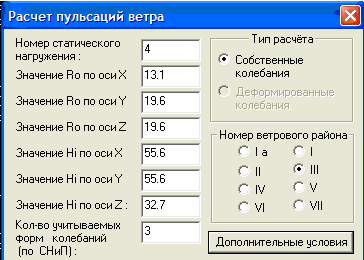 Расчет пульсаций ветра
Номер статического
нагружения :
4
Значение Ro по оси X
13.1
Значение Ro по оси Y
19.6
Значение Ro по оси Z
19.6
Значение Hi по оси X
55.6
Значение Hi по оси Y
55.6
Значение Hi по оси Z :
32.7
Кол-во учитываемых
форм колебаний
(по СНиП) :
3
Тип расчёта
Собственные
колебания
Деформированные
колебания
Номер ветрового района
I а
I
II
III
IV
V
VI
VII
Дополнительные условия